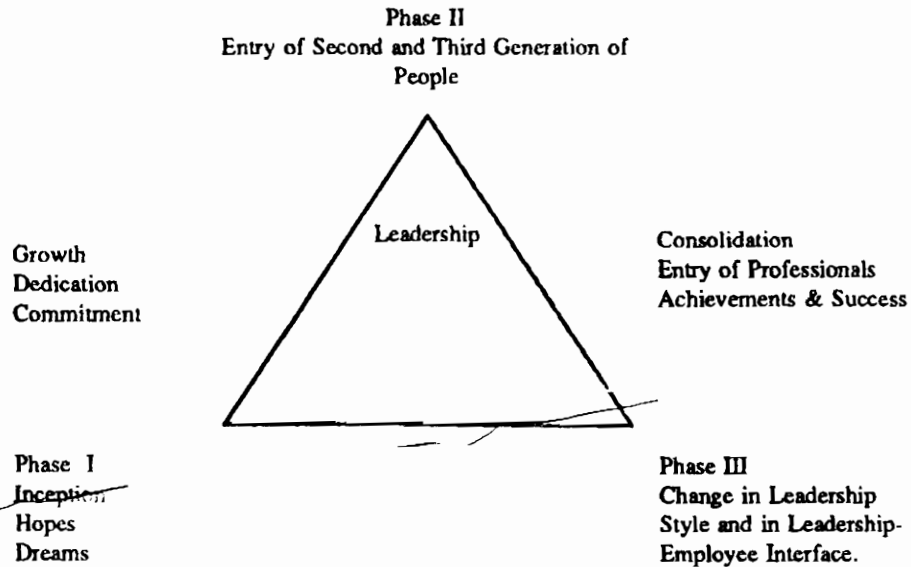 Phase II
Entry of Second and Third Generation of
People
Leadership
Growth
Dedication
Commitment
Consolidation
Entry of Professionals
Achievements & Success
Phase I
Inception
Hopes
Dreams
Phase III
Change in Leadership
Style and in Leadership-
Employee Interface.